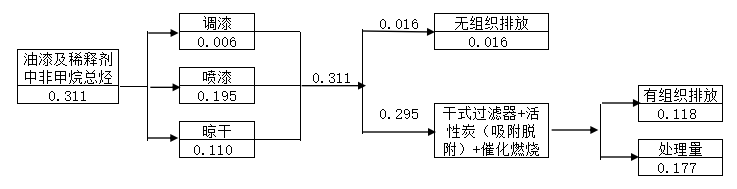 油漆及稀释剂
中非甲烷总烃
0.311
调漆
0.006
喷漆
0.195
晾干
0.110
0.311
0.016
无组织排放
0.016
0.295
干式过滤器+活
性炭（吸附脱
附）+催化燃烧
有组织排放
0.118
处理量
0.177